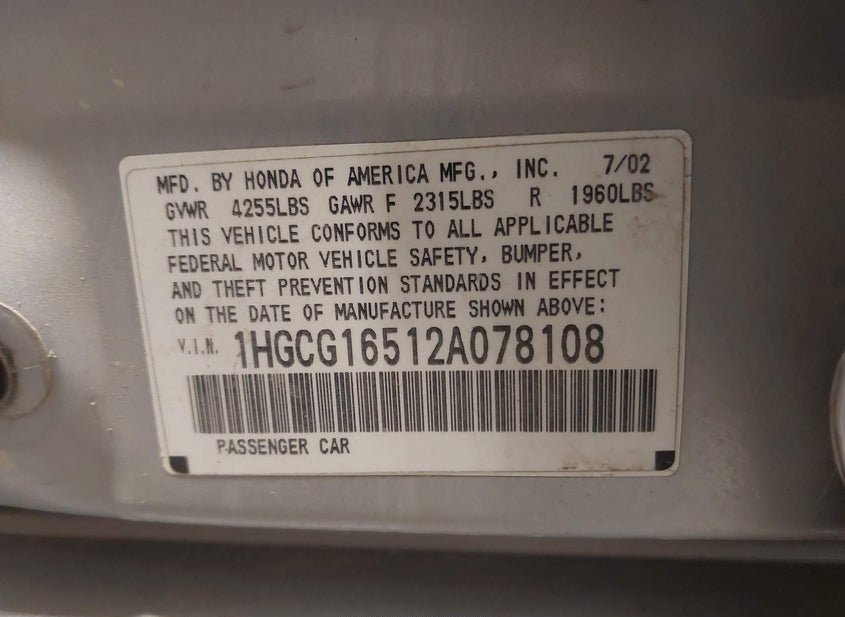 MFD. BY HONDA OF AMERICA MFG., INC. 7/02
GVWR 4255LBS GAWR F 2315LBS R 1960LBS
THIS VEHICLE CONFORMS TO ALL APPLICABLE
FEDERAL MOTOR VEHICLE SAFETY, BUMPER,
AND THEFT PREVENTION STANDARDS IN EFFECT
ON THE DATE OF MANUFACTURE SHOWN ABOVE:
V.I.N. 1HGCG16512A078108
PASSENGER CAR